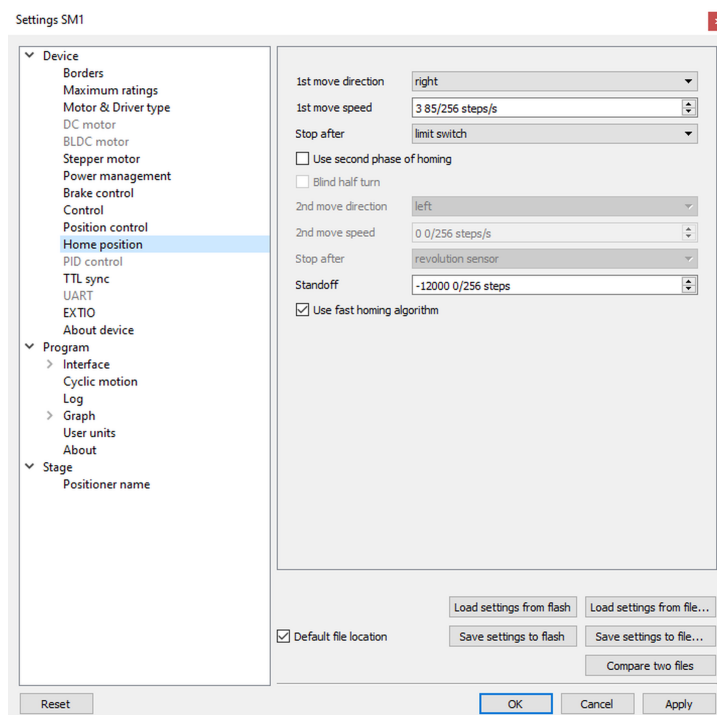 Settings SM1
Device
Borders
Maximum ratings
Motor & Driver type
DC motor
BLDC motor
Stepper motor
Power management
Brake control
Control
Position control
Home position
PID control
TTL sync
UART
EXTIO
About device
Program
Interface
Cyclic motion
Log
Graph
User units
About
Stage
Positioner name
1st move direction right
1st move speed 3 85/256 steps/s
Stop after limit switch
Use second phase of homing
Blind half turn
2nd move direction left
2nd move speed 0 0/256 steps/s
Stop after revolution sensor
Standoff -12000 0/256 steps
Use fast homing algorithm
Load settings from flash Load settings from file...
Default file location Save settings to flash Save settings to file...
Compare two files
Reset OK Cancel Apply